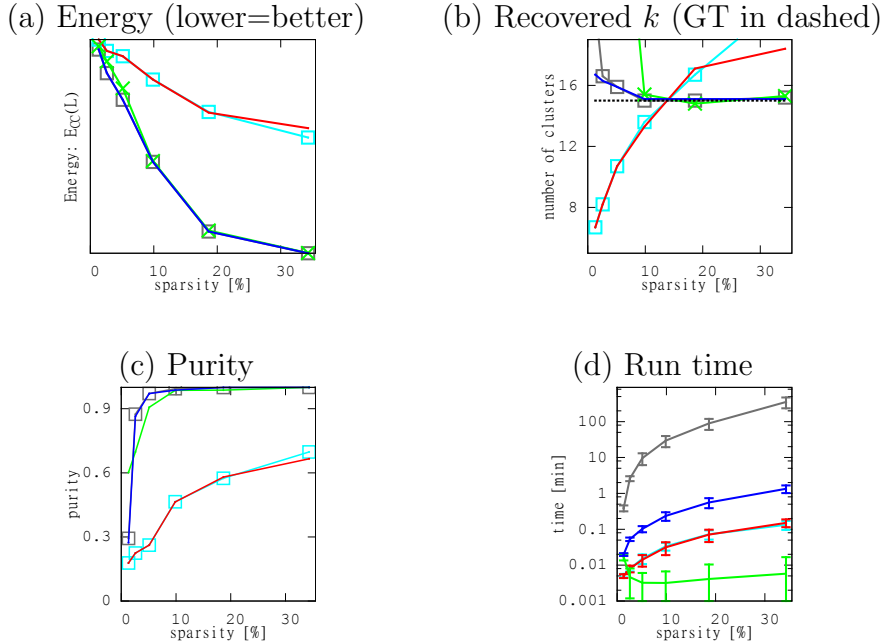 (a) Energy (lower=better)
(b) Recovered k (GT in dashed)
Energy: E_CC(L)
0 10 20 30
sparsity [%]
number of clusters
16
12
8
0 10 20 30
sparsity [%]
(c) Purity
(d) Run time
purity
0.9
0.6
0.3
0 10 20 30
sparsity [%]
time [min]
100
10
1
0.1
0.01
0.001
0 10 20 30
sparsity [%]